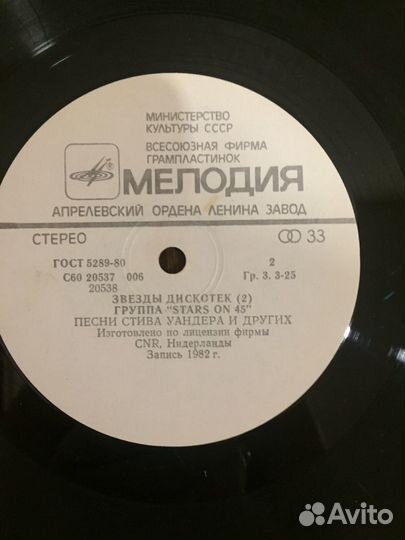 МИНИСТЕРСТВО
КУЛЬТУРЫ СССР
ВСЕСОЮЗНАЯ ФИРМА
ГРАМПЛАСТИНОК
МЕЛОДИЯ
АПРЕЛЕВСКИЙ ОРДЕНА ЛЕНИНА ЗАВОД
СТЕРЕО 33
ГОСТ 5289-80 2
С60 20537 006 Гр. 3. 3-25
20538
ЗВЕЗДЫ ДИСКОТЕК (2)
ГРУППА "STARS ON 45"
ПЕСНИ СТИВА УАНДЕРА И ДРУГИХ
Изготовлено по лицензии фирмы
CNR, Нидерланды
Запись 1982 г.
Avito